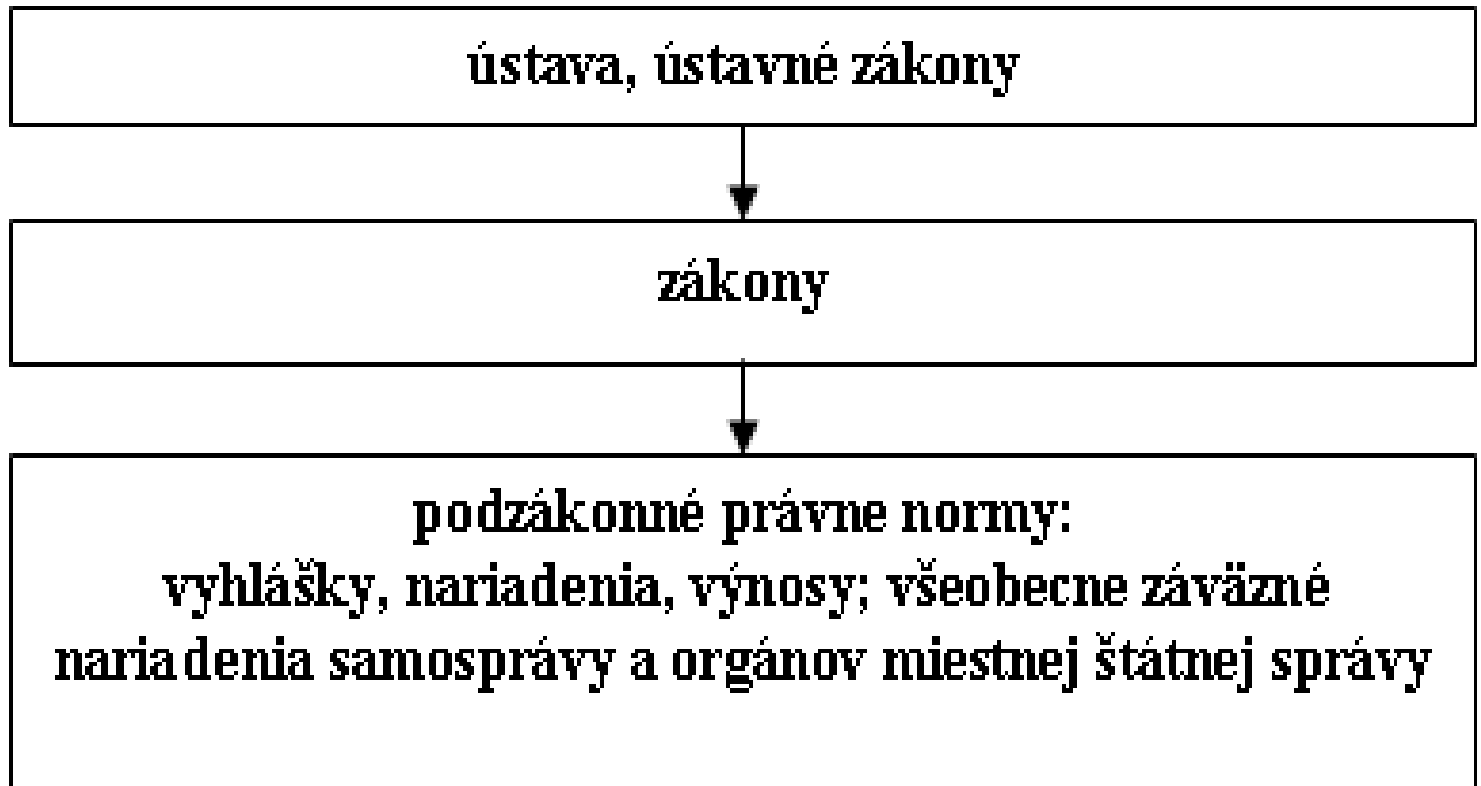 ústava, ústavné zákony
zákony
podzákonné právne normy:
vyhlášky, nariadenia, výnosy; všeobecne záväzné
nariadenia samosprávy a orgánov miestnej štátnej správy